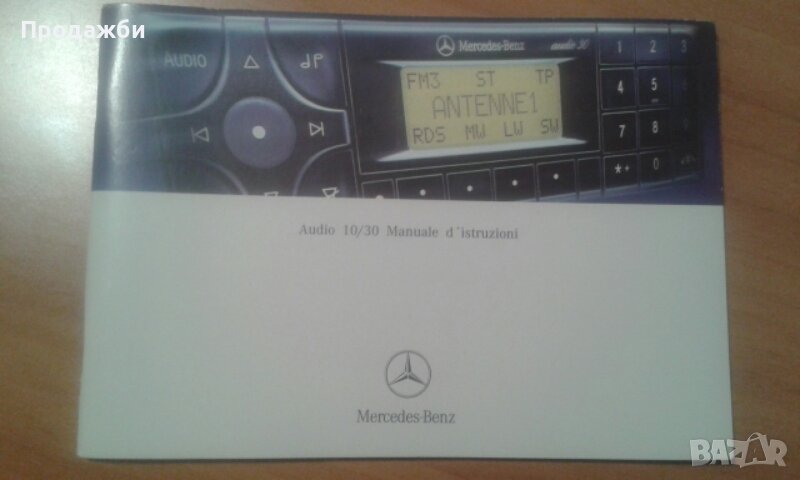 Продажби
AUDIO
Mercedes-Benz audio 30
1 2 3
FM3 ST TP
4 5
ANTENNE1
7 8
RDS MW LW SW
* 0
Audio 10/30 Manuale d´istruzioni
Mercedes-Benz
BAZAR